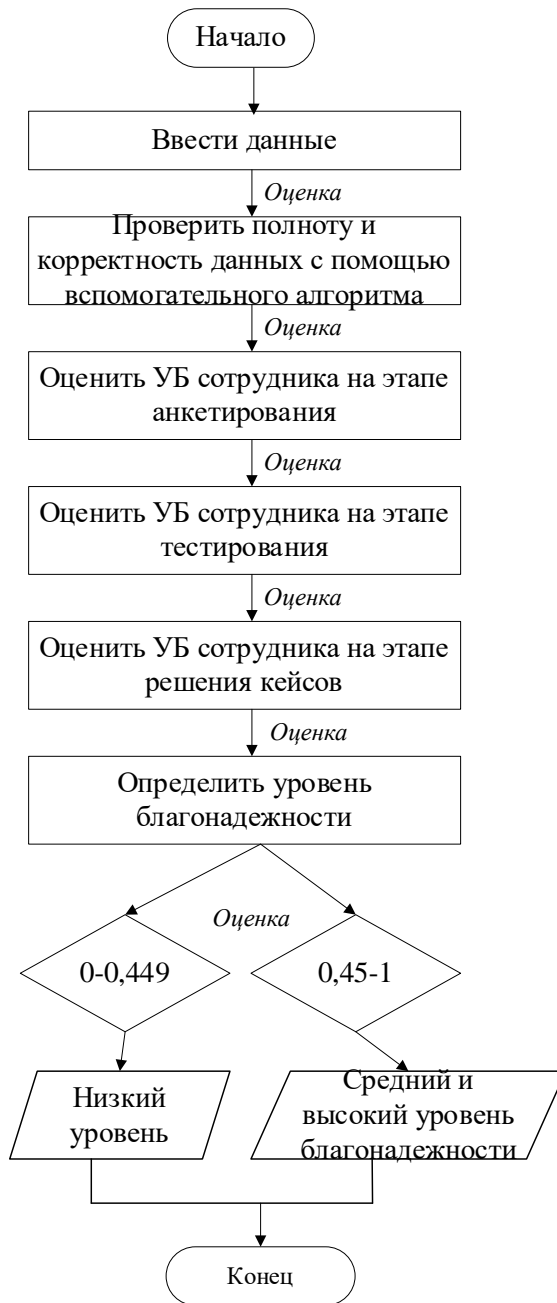 Начало
Ввести данные
Оценка
Проверить полноту и
корректность данных с помощью
вспомогательного алгоритма
Оценка
Оценить УБ сотрудника на этапе
анкетирования
Оценка
Оценить УБ сотрудника на этапе
тестирования
Оценка
Оценить УБ сотрудника на этапе
решения кейсов
Оценка
Определить уровень
благонадежности
Оценка
0-0,449
0,45-1
Низкий
уровень
Средний и
высокий уровень
благонадежности
Конец